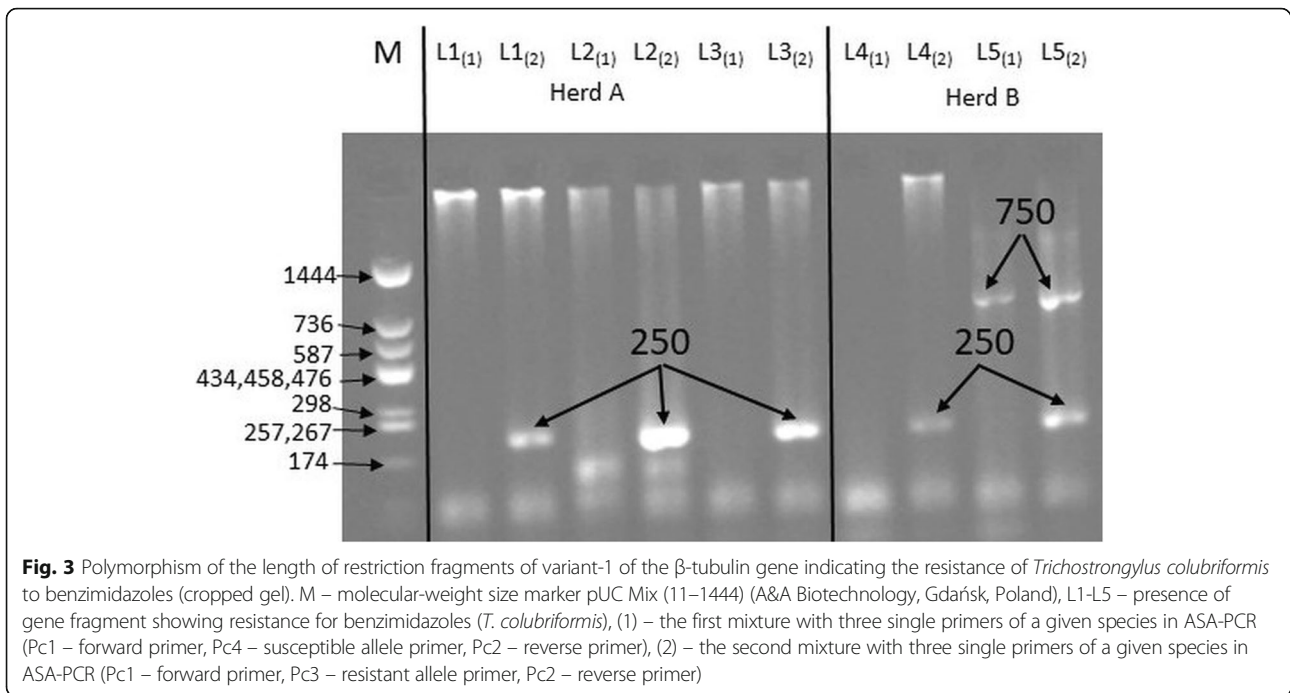 M L1(1) L1(2) L2(1) L2(2) L3(1) L3(2) L4(1) L4(2) L5(1) L5(2)
Herd A Herd B
750
1444
736
587
434,458,476
298
257,267
174
250 250
Fig. 3 Polymorphism of the length of restriction fragments of variant-1 of the β-tubulin gene indicating the resistance of Trichostrongylus colubriformis
to benzimidazoles (cropped gel). M – molecular-weight size marker pUC Mix (11–1444) (A&A Biotechnology, Gdańsk, Poland), L1-L5 – presence of
gene fragment showing resistance for benzimidazoles (T. colubriformis), (1) – the first mixture with three single primers of a given species in ASA-PCR
(Pc1 – forward primer, Pc4 – susceptible allele primer, Pc2 – reverse primer), (2) – the second mixture with three single primers of a given species in
ASA-PCR (Pc1 – forward primer, Pc3 – resistant allele primer, Pc2 – reverse primer)